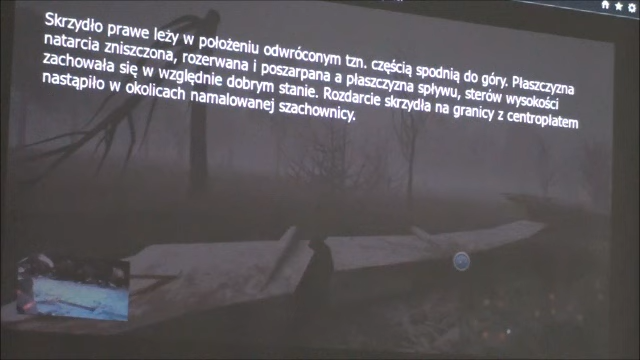 Skrzydło prawe leży w położeniu odwróconym tzn. częścią spodnią do góry. Płaszczyzna
natarcia zniszczona, rozerwana i poszarpana a płaszczyzna spływu, sterów wysokości
zachowała się w względnie dobrym stanie. Rozdarcie skrzydła na granicy z centropłatem
nastąpiło w okolicach namalowanej szachownicy.